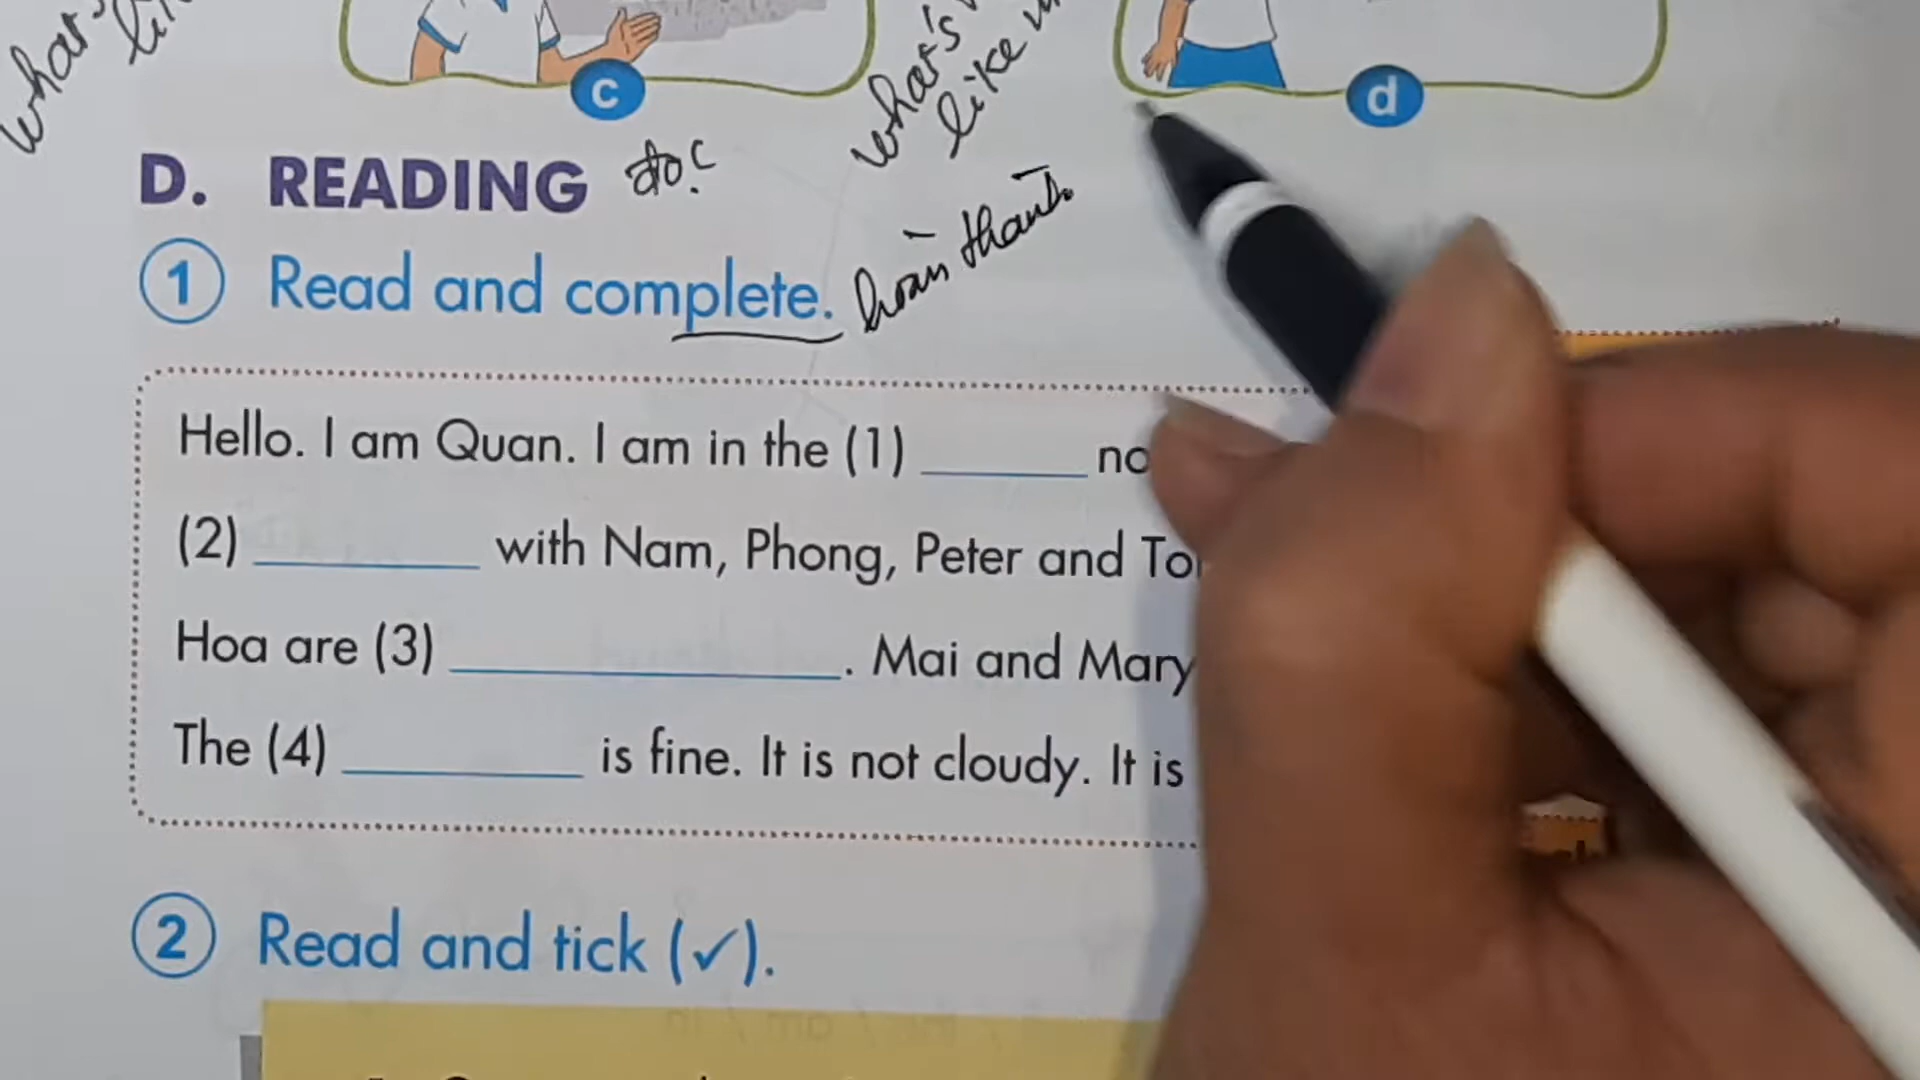 what's
like
what's
like
c
d
D. READING đọc
1 Read and complete. hoàn thành
Hello. I am Quan. I am in the (1) ______
(2) ______ with Nam, Phong, Peter and
Hoa are (3) ______. Mai and Mary
The (4) ______ is fine. It is not cloudy. It is
2 Read and tick (✓).